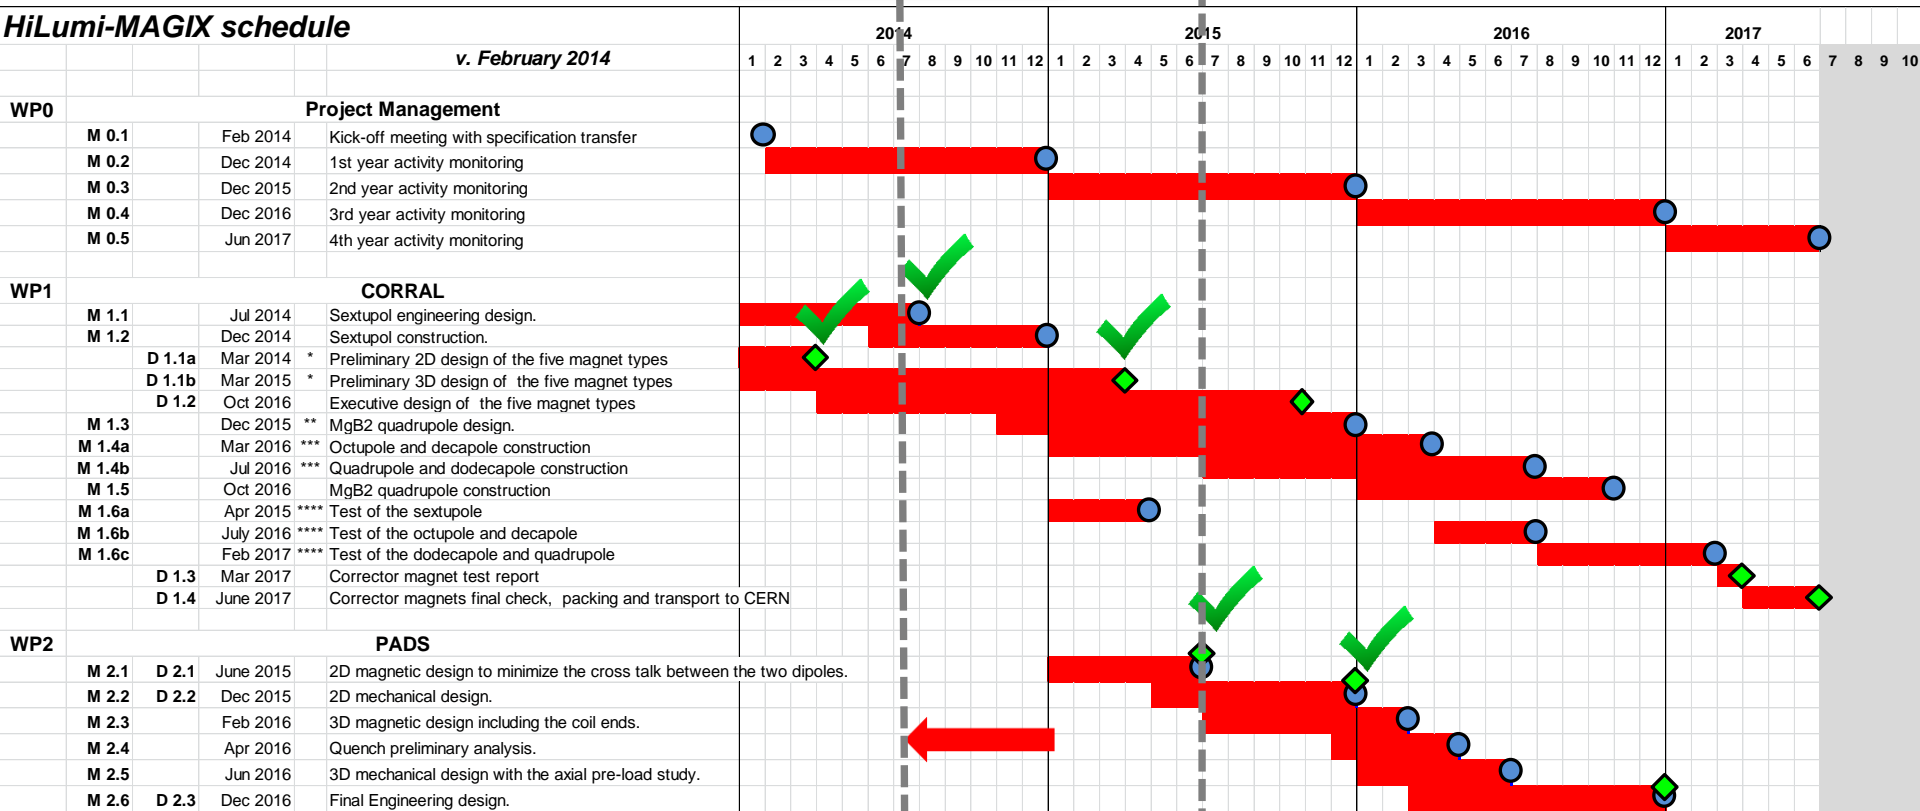 HiLumi-MAGIX schedule
2014 2015 2016 2017
v. February 2014 1 2 3 4 5 6 7 8 9 10 11 12 1 2 3 4 5 6 7 8 9 10 11 12 1 2 3 4 5 6 7 8 9 10 11 12 1 2 3 4 5 6 7 8 9 10
WP0 Project Management
M 0.1 Feb 2014 Kick-off meeting with specification transfer
M 0.2 Dec 2014 1st year activity monitoring
M 0.3 Dec 2015 2nd year activity monitoring
M 0.4 Dec 2016 3rd year activity monitoring
M 0.5 Jun 2017 4th year activity monitoring
WP1 CORRAL
M 1.1 Jul 2014 Sextupol engineering design.
M 1.2 Dec 2014 Sextupol construction.
D 1.1a Mar 2014 * Preliminary 2D design of the five magnet types
D 1.1b Mar 2015 * Preliminary 3D design of the five magnet types
D 1.2 Oct 2016 Executive design of the five magnet types
M 1.3 Dec 2015 ** MgB2 quadrupole design.
M 1.4a Mar 2016 *** Octupole and decapole construction
M 1.4b Jul 2016 *** Quadrupole and dodecapole construction
M 1.5 Oct 2016 MgB2 quadrupole construction
M 1.6a Apr 2015 **** Test of the sextupole
M 1.6b July 2016 **** Test of the octupole and decapole
M 1.6c Feb 2017 **** Test of the dodecapole and quadrupole
D 1.3 Mar 2017 Corrector magnet test report
D 1.4 June 2017 Corrector magnets final check, packing and transport to CERN
WP2 PADS
M 2.1 D 2.1 June 2015 2D magnetic design to minimize the cross talk between the two dipoles.
M 2.2 D 2.2 Dec 2015 2D mechanical design.
M 2.3 Feb 2016 3D magnetic design including the coil ends.
M 2.4 Apr 2016 Quench preliminary analysis.
M 2.5 Jun 2016 3D mechanical design with the axial pre-load study.
M 2.6 D 2.3 Dec 2016 Final Engineering design.